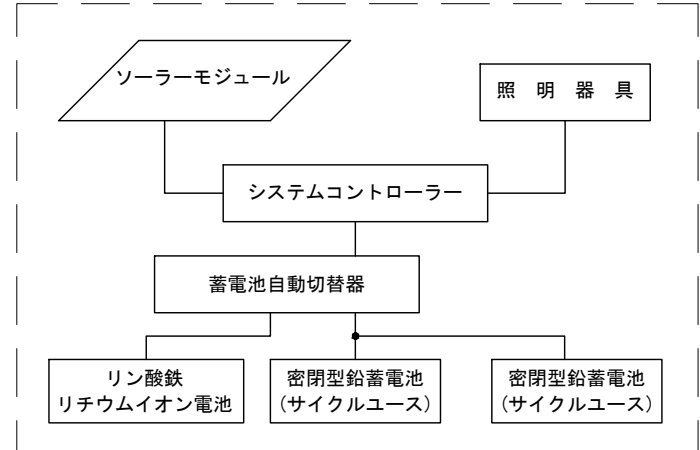 ソーラーモジュール
照 明 器 具
システムコントローラー
蓄電池自動切替器
リン酸鉄
リチウムイオン電池
密閉型鉛蓄電池
(サイクルユース)
密閉型鉛蓄電池
(サイクルユース)